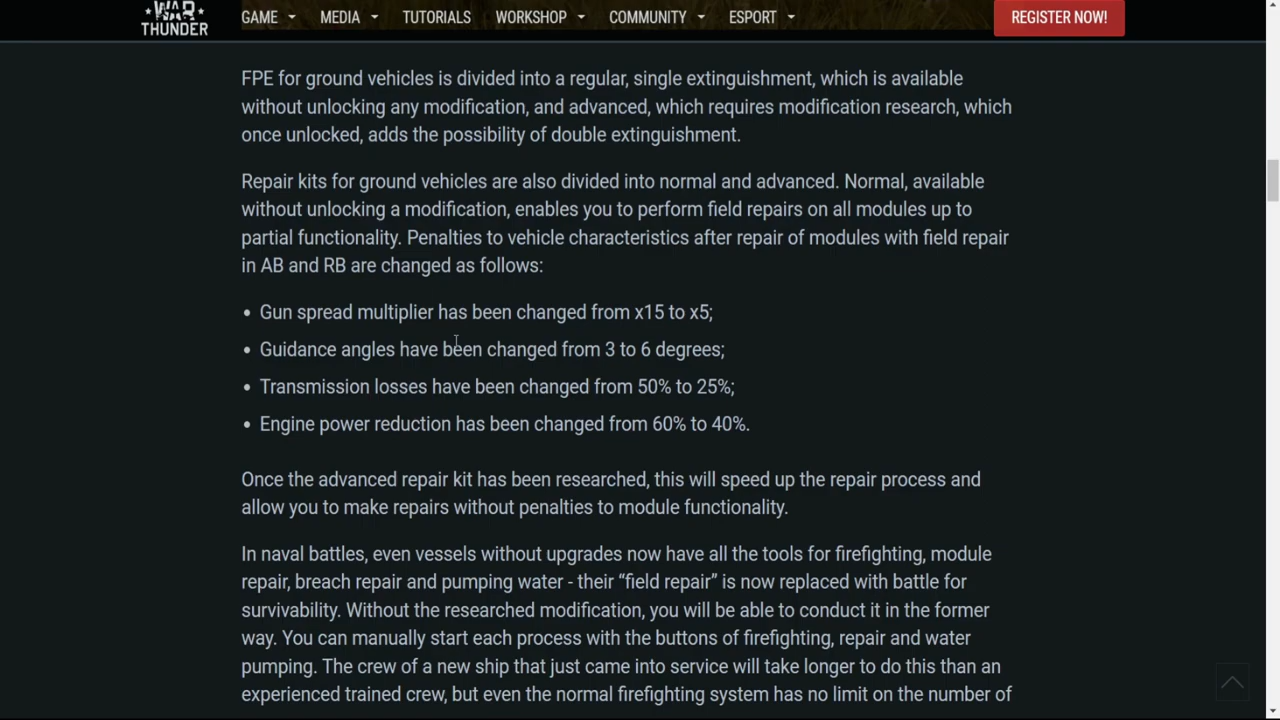 WAR
THUNDER
GAME MEDIA TUTORIALS WORKSHOP COMMUNITY ESPORT REGISTER NOW!
FPE for ground vehicles is divided into a regular, single extinguishment, which is available
without unlocking any modification, and advanced, which requires modification research, which
once unlocked, adds the possibility of double extinguishment.
Repair kits for ground vehicles are also divided into normal and advanced. Normal, available
without unlocking a modification, enables you to perform field repairs on all modules up to
partial functionality. Penalties to vehicle characteristics after repair of modules with field repair
in AB and RB are changed as follows:
• Gun spread multiplier has been changed from x15 to x5;
• Guidance angles have been changed from 3 to 6 degrees;
• Transmission losses have been changed from 50% to 25%;
• Engine power reduction has been changed from 60% to 40%.
Once the advanced repair kit has been researched, this will speed up the repair process and
allow you to make repairs without penalties to module functionality.
In naval battles, even vessels without upgrades now have all the tools for firefighting, module
repair, breach repair and pumping water - their “field repair” is now replaced with battle for
survivability. Without the researched modification, you will be able to conduct it in the former
way. You can manually start each process with the buttons of firefighting, repair and water
pumping. The crew of a new ship that just came into service will take longer to do this than an
experienced trained crew, but even the normal firefighting system has no limit on the number of